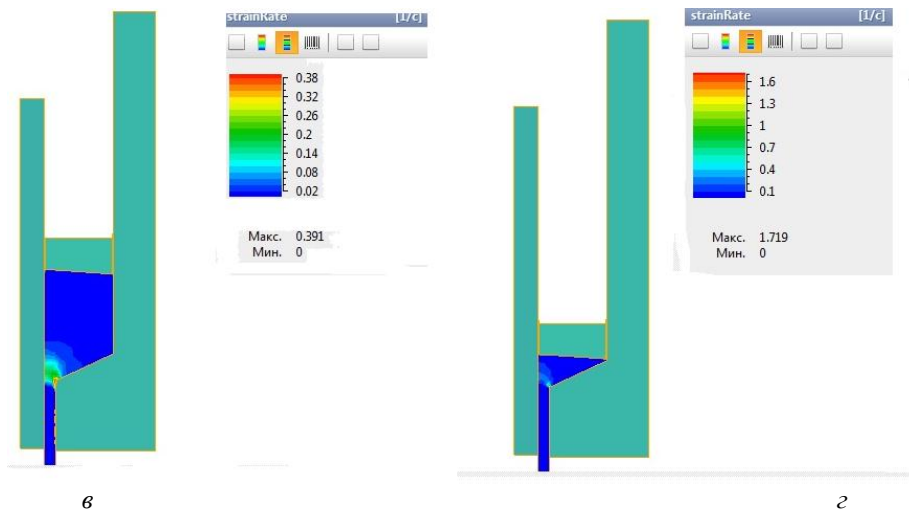 strainRate [1/c]
0.38
0.32
0.26
0.2
0.14
0.08
0.02
Макс. 0.391
Мин. 0
strainRate [1/c]
1.6
1.3
1
0.7
0.4
0.1
Макс. 1.719
Мин. 0
в
г